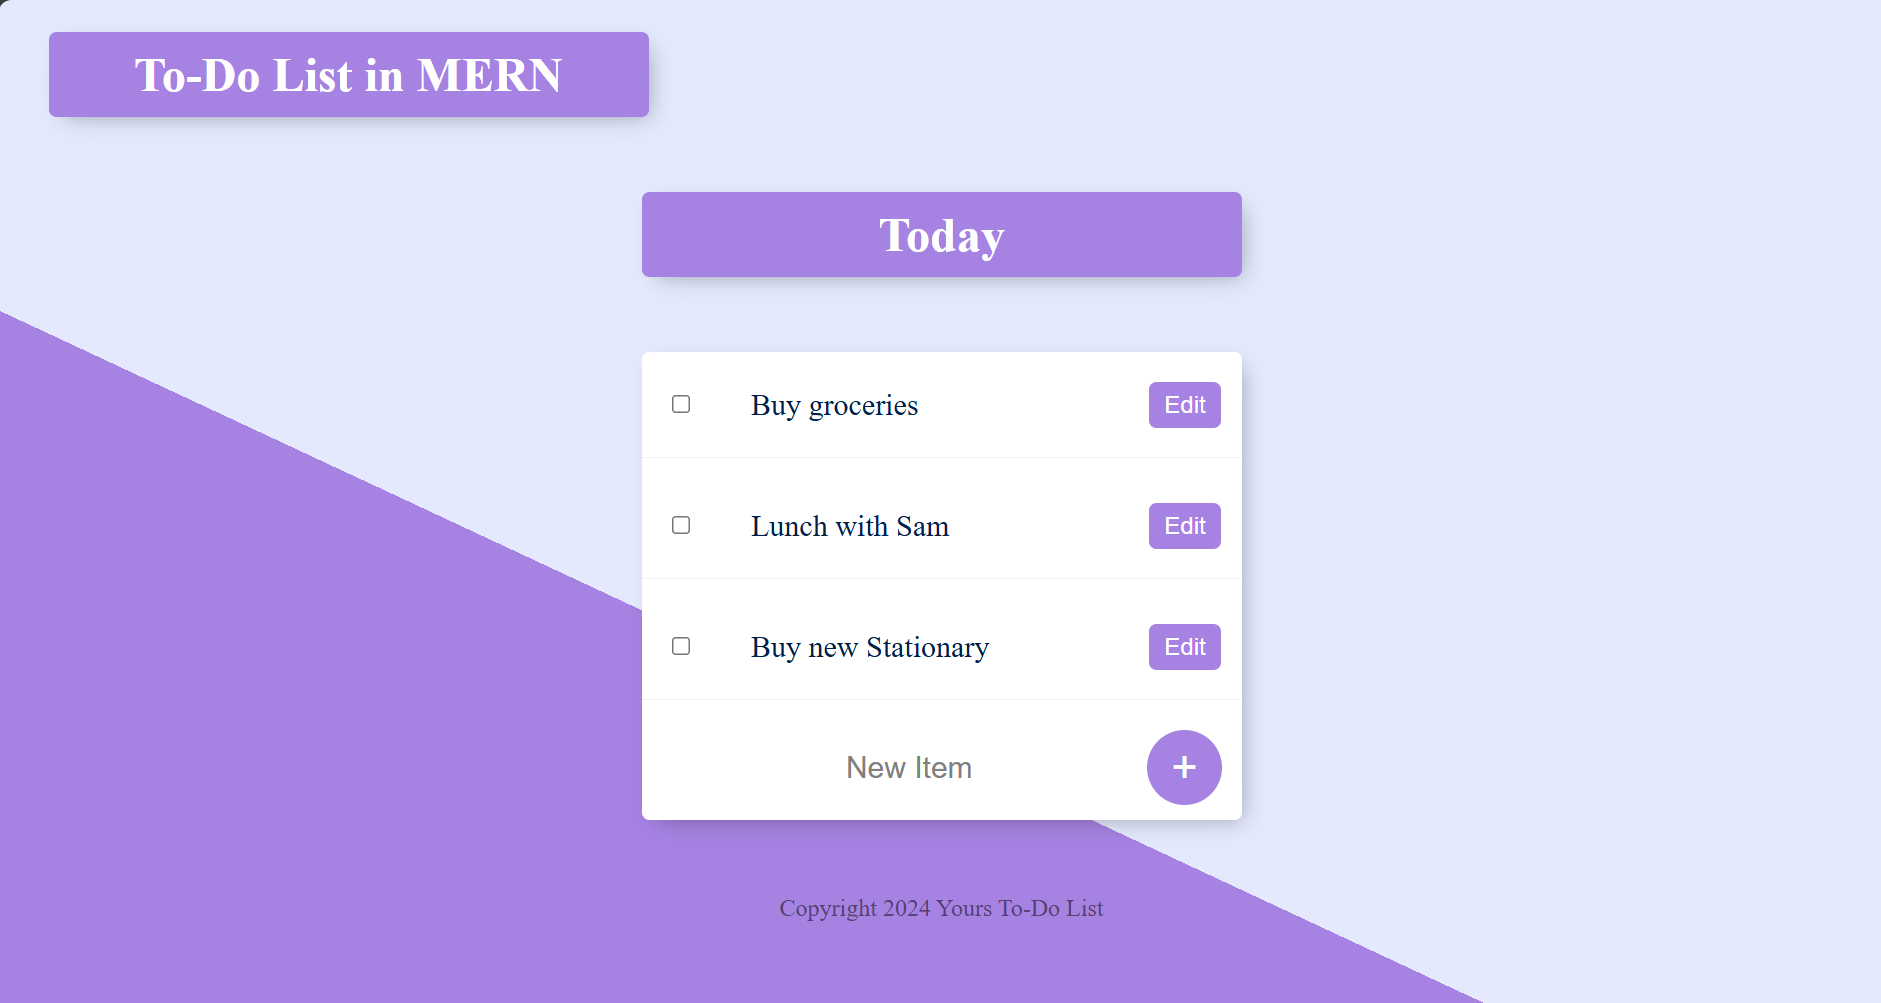 To-Do List in MERN
Today
Buy groceries
Edit
Lunch with Sam
Edit
Buy new Stationary
Edit
New Item
+
Copyright 2024 Yours To-Do List